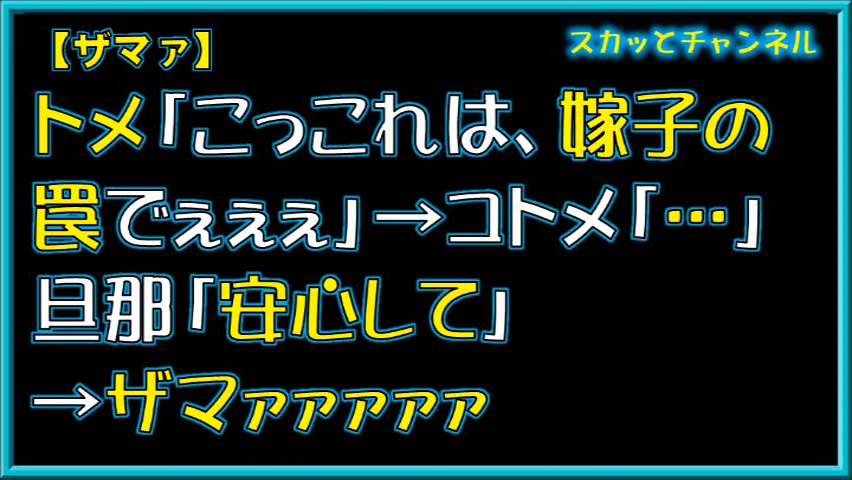 【ザマァ】
スカッとチャンネル
トメ「こっこれは、嫁子の
罠でぇぇぇ」→コトメ「…」
旦那「安心して」
→ザマァァァァァ